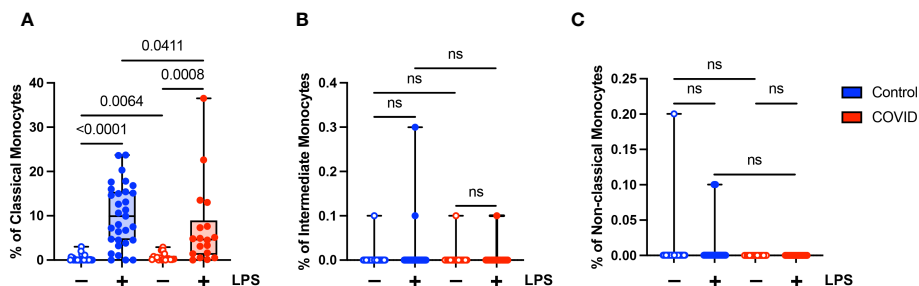 A
% of Classical Monocytes
40
30
20
10
0
0.0411
0.0008
0.0064
<0.0001
− + − + LPS
B
% of Intermediate Monocytes
0.4
0.3
0.2
0.1
0.0
ns
ns
ns
ns
− + − + LPS
C
% of Non-classical Monocytes
0.25
0.20
0.15
0.10
0.05
0.00
ns
ns
ns
ns
− + − + LPS
Control
COVID